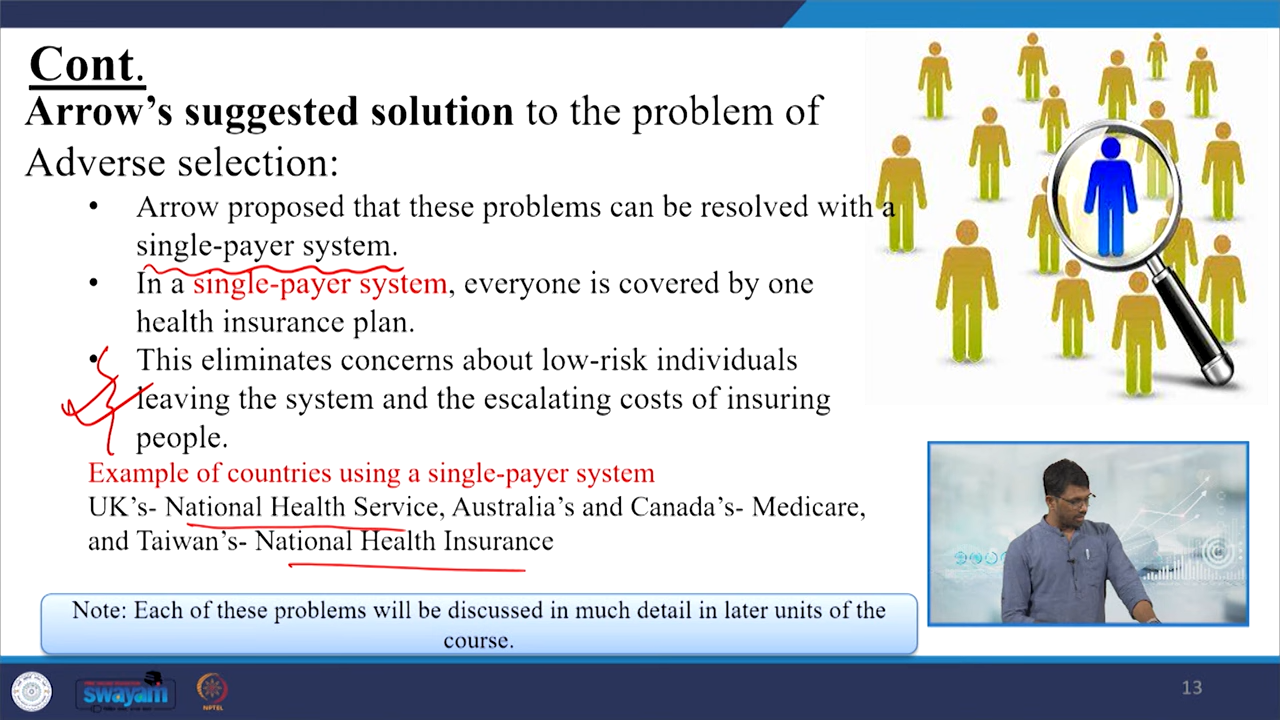 Cont.
Arrow's suggested solution to the problem of
Adverse selection:
• Arrow proposed that these problems can be resolved with a
single-payer system.
• In a single-payer system, everyone is covered by one
health insurance plan.
• This eliminates concerns about low-risk individuals
leaving the system and the escalating costs of insuring
people.
Example of countries using a single-payer system
UK's- National Health Service, Australia's and Canada's- Medicare,
and Taiwan's- National Health Insurance
Note: Each of these problems will be discussed in much detail in later units of the
course.
swayam
NPTEL
13